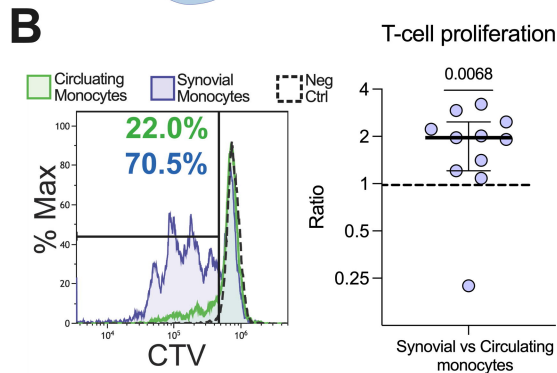 B
T-cell proliferation
Circluating
Monocytes
Synovial
Monocytes
Neg
Ctrl
22.0%
70.5%
% Max
100
80
60
40
20
0
10⁴
10⁵
10⁶
CTV
0.0068
Ratio
4
2
1
0.5
0.25
Synovial vs Circulating
monocytes